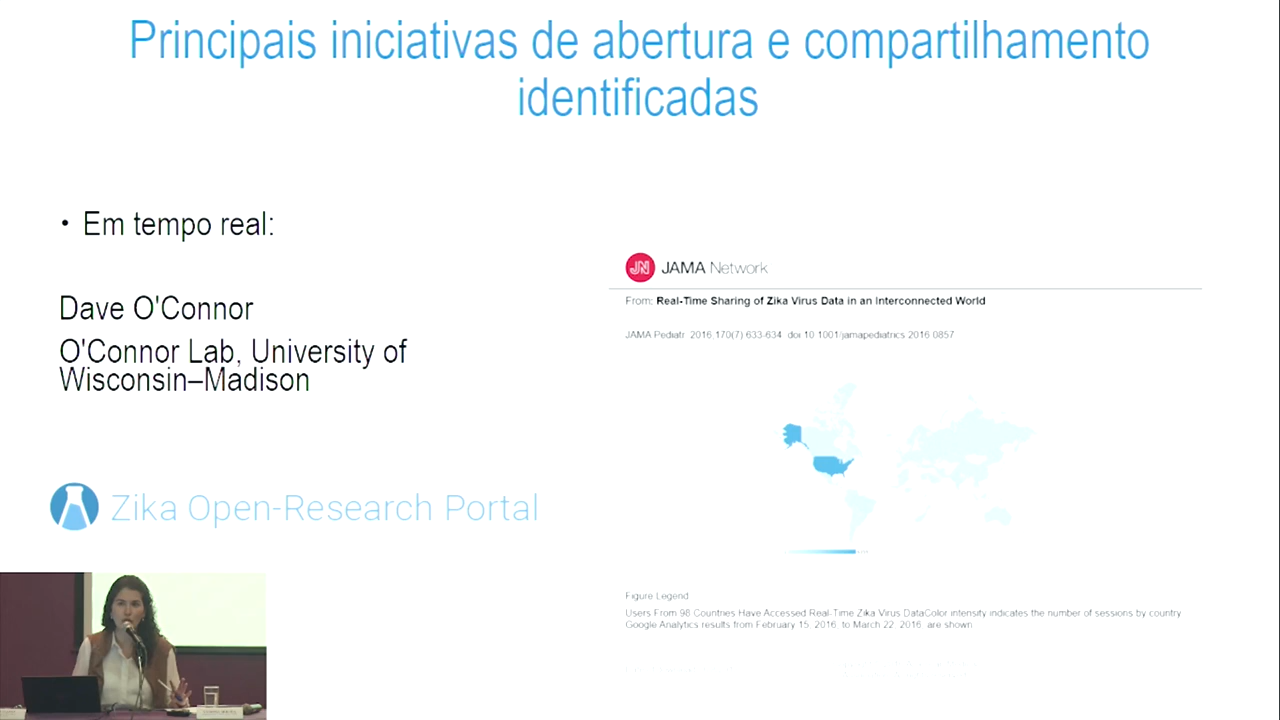 Principais iniciativas de abertura e compartilhamento
identificadas
• Em tempo real:
Dave O'Connor
O'Connor Lab, University of
Wisconsin–Madison
Zika Open-Research Portal
JN JAMA Network
From: Real-Time Sharing of Zika Virus Data in an Interconnected World
JAMA Pediatr 2016;170(7) 633-634 doi 10 1001/jamapediatrics 2016 0857
Figure Legend
Users From 98 Countries Have Accessed Real-Time Zika Virus DataColor intensity indicates the number of sessions by country
Google Analytics results from February 15, 2016, to March 22, 2016, are shown